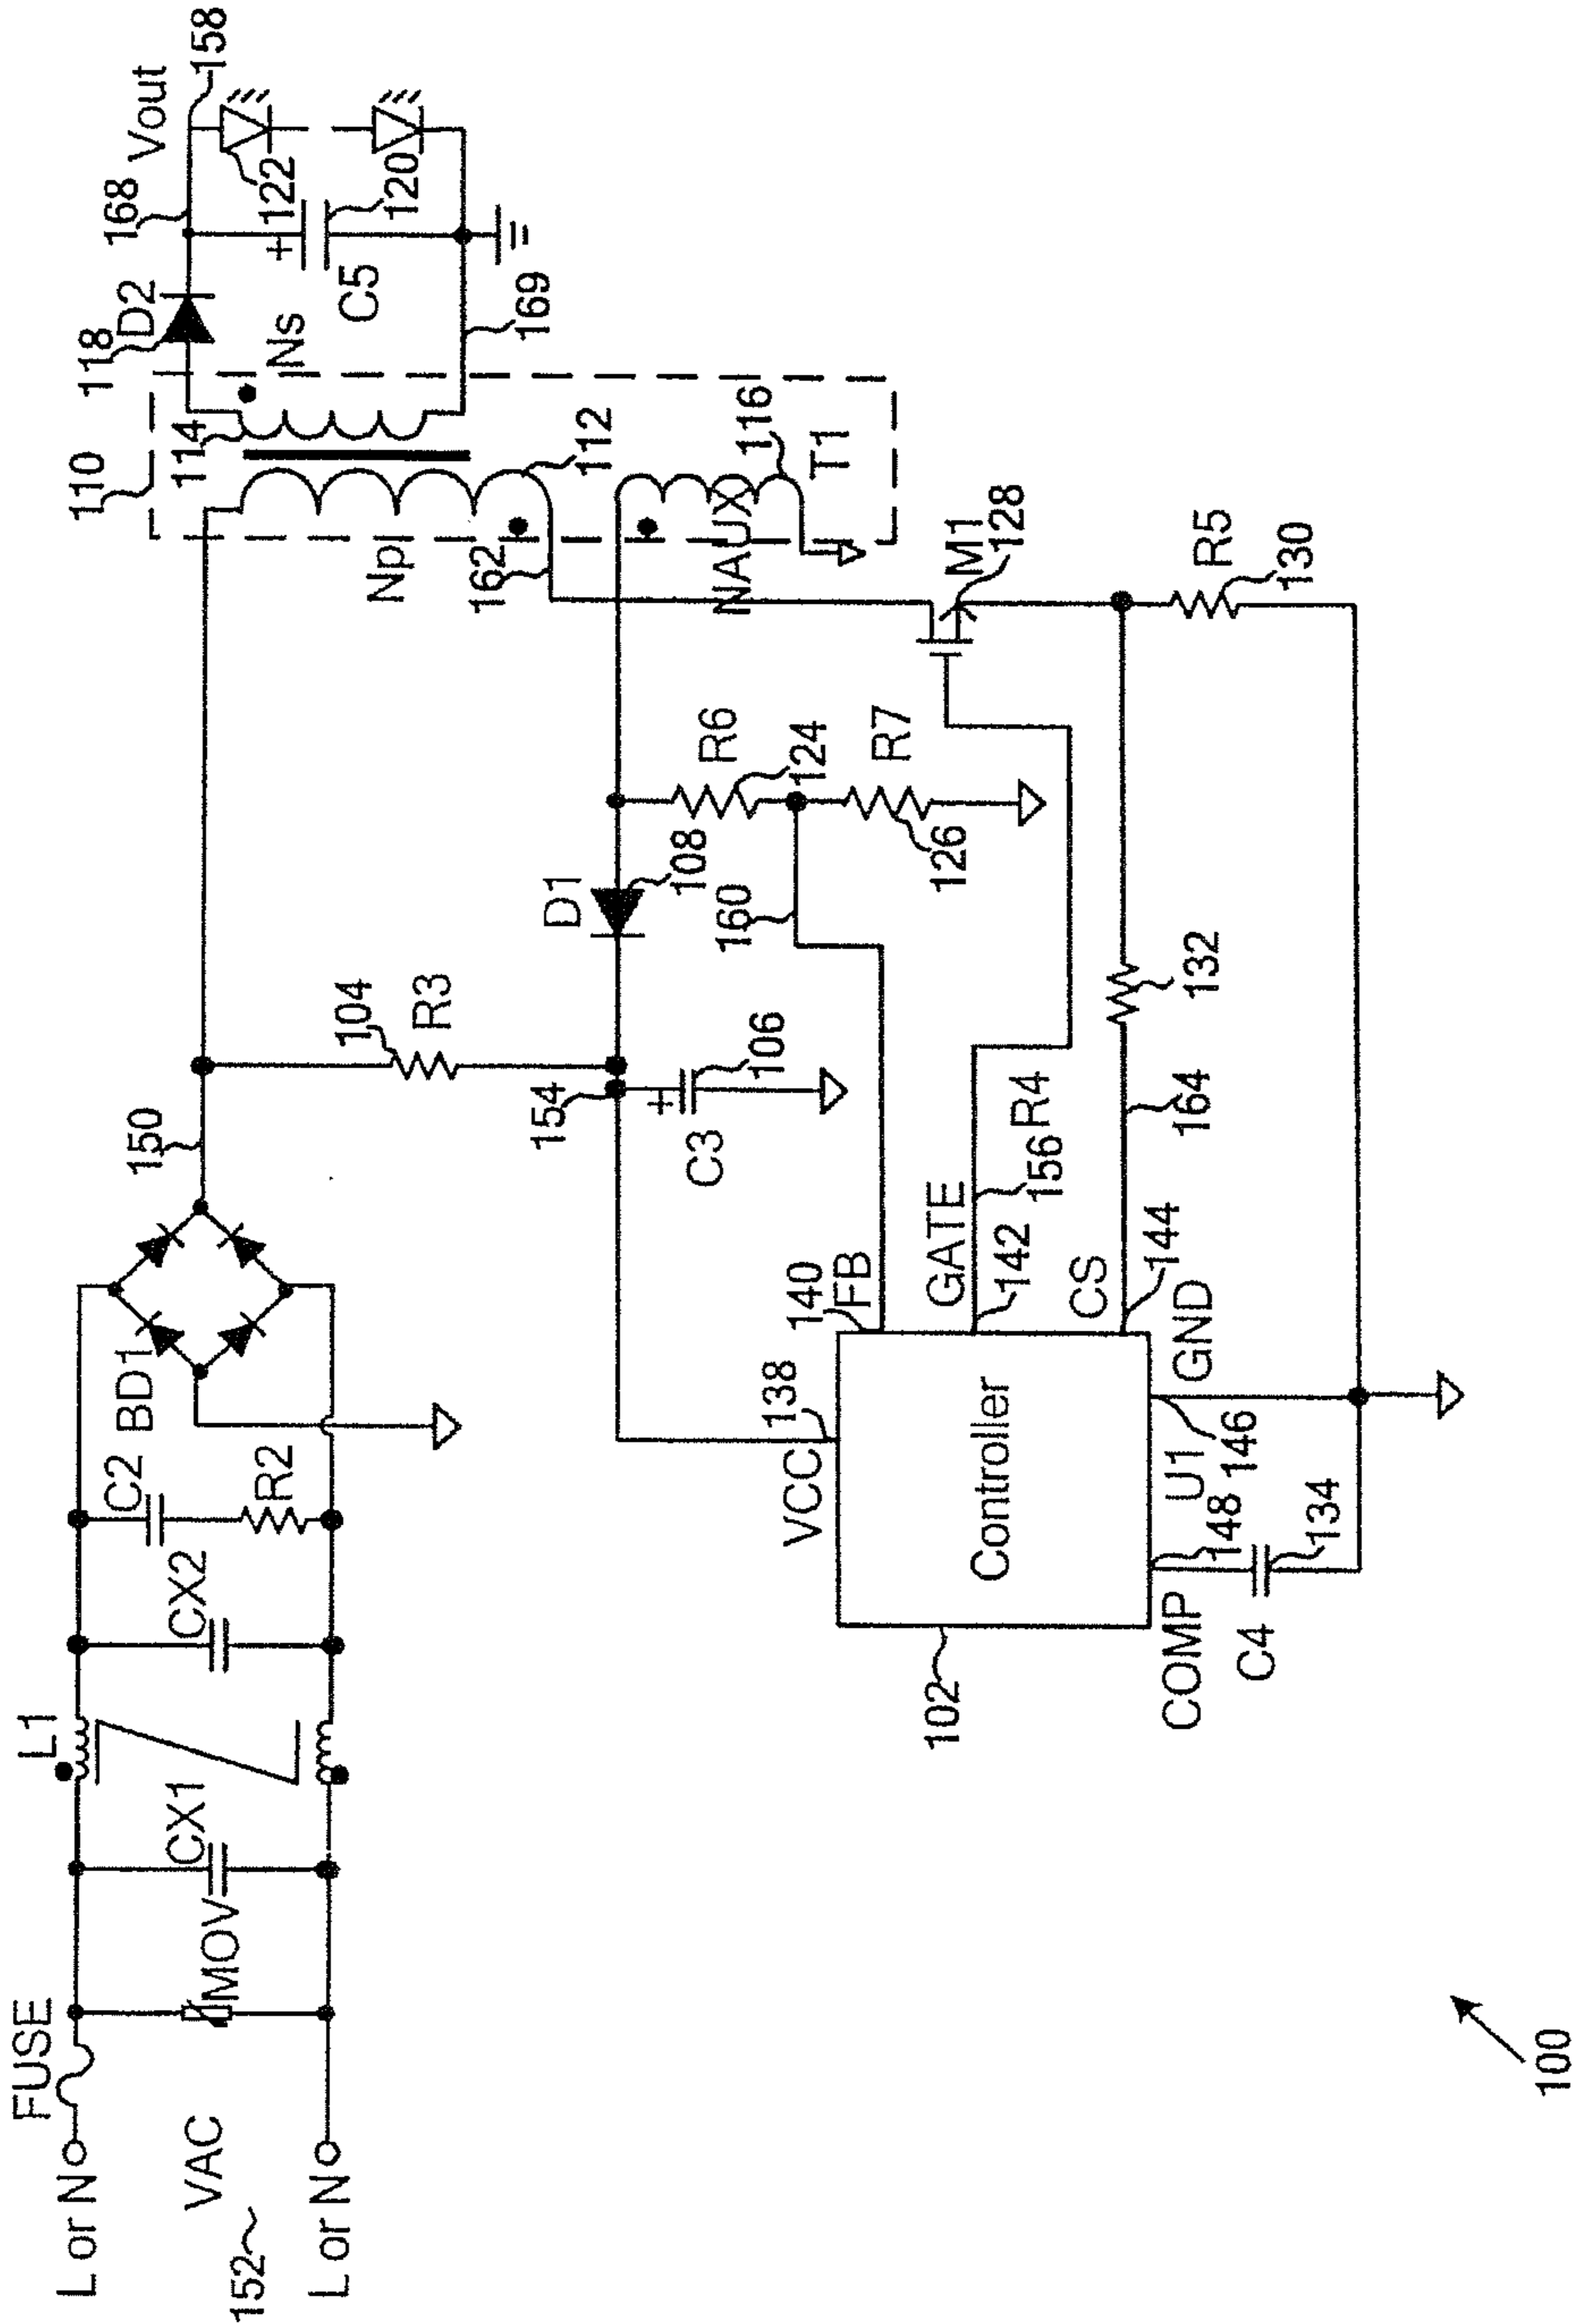 FUSE
L or N
VAC
152
L or N
MOV
CX1
L1
CX2
C2
R2
BD1
150
104
R3
154
C3
106
D1
108
R6
124
R7
126
160
110
114
118
D2
Ns
168
Vout
158
122
120
C5
169
Np
162
112
NAUX
116
T1
M1
128
R5
130
132
164
R4
156
GATE
142
140
FB
138
VCC
CS
144
GND
146
U1
148
134
COMP
C4
Controller
102
100